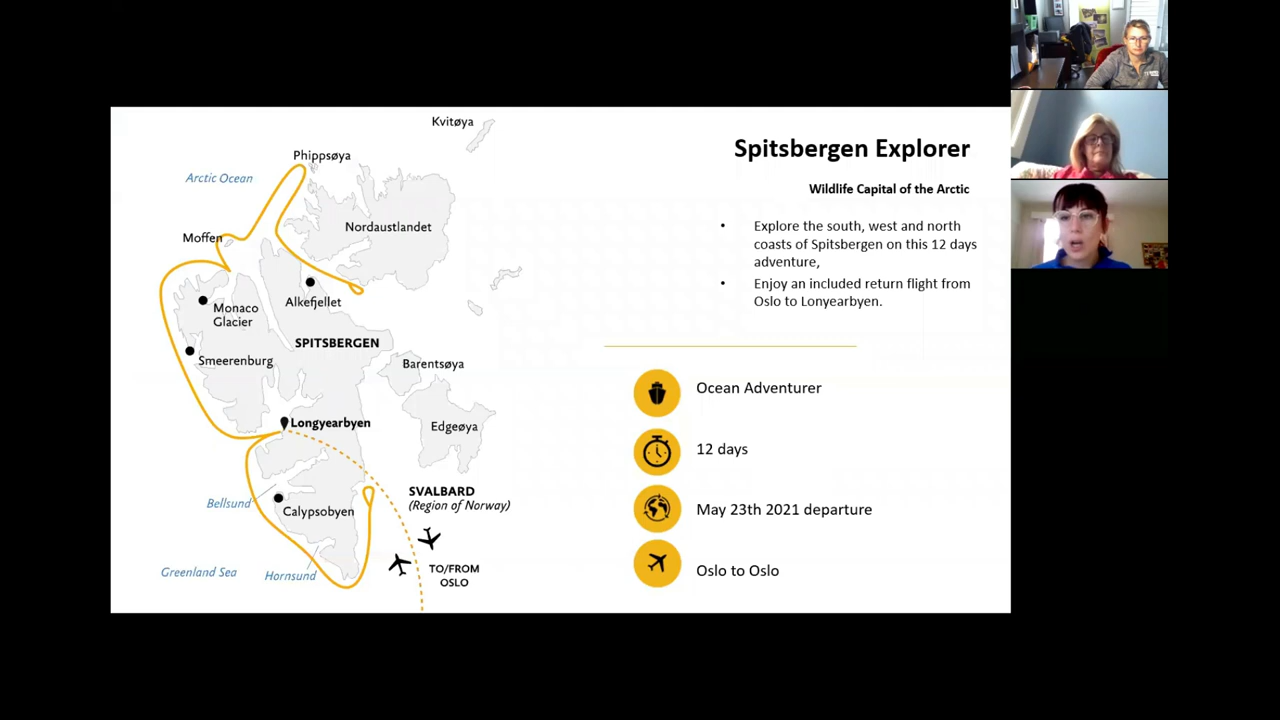 Kvitøya
Phippsøya
Arctic Ocean
Nordaustlandet
Moffen
Alkefjellet
Monaco
Glacier
SPITSBERGEN
Smeerenburg
Barentsøya
Longyearbyen
Edgeøya
SVALBARD
(Region of Norway)
Bellsund
Calypsobyen
Greenland Sea
Hornsund
TO/FROM
OSLO
Spitsbergen Explorer
Wildlife Capital of the Arctic
• Explore the south, west and north
coasts of Spitsbergen on this 12 days
adventure,
• Enjoy an included return flight from
Oslo to Lonyearbyen.
Ocean Adventurer
12 days
May 23th 2021 departure
Oslo to Oslo